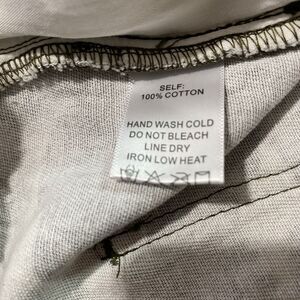 SELF:
100% COTTON
HAND WASH COLD
DO NOT BLEACH
LINE DRY
IRON LOW HEAT